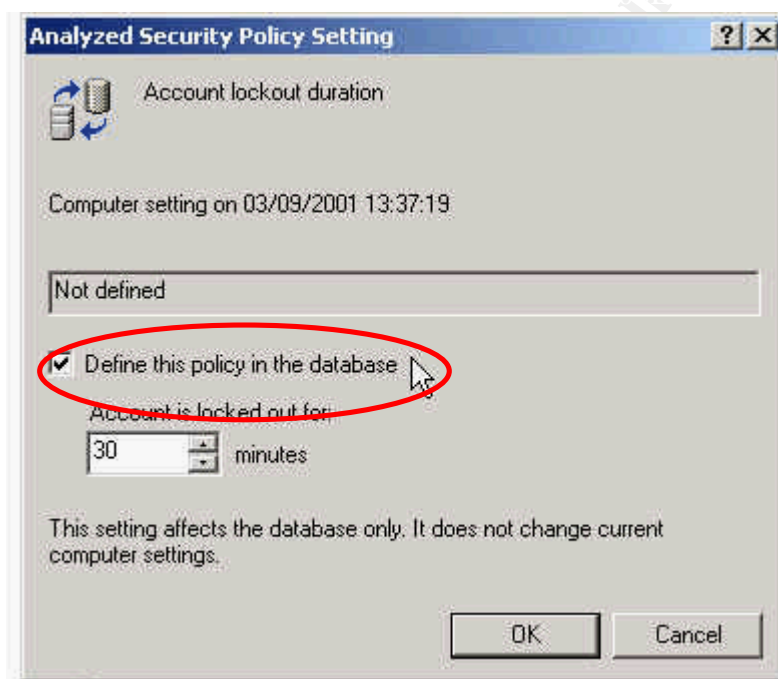 Analyzed Security Policy Setting
Account lockout duration
Computer setting on 03/09/2001 13:37:19
Not defined
Define this policy in the database
Account is locked out for:
30 minutes
This setting affects the database only. It does not change current
computer settings.
OK Cancel